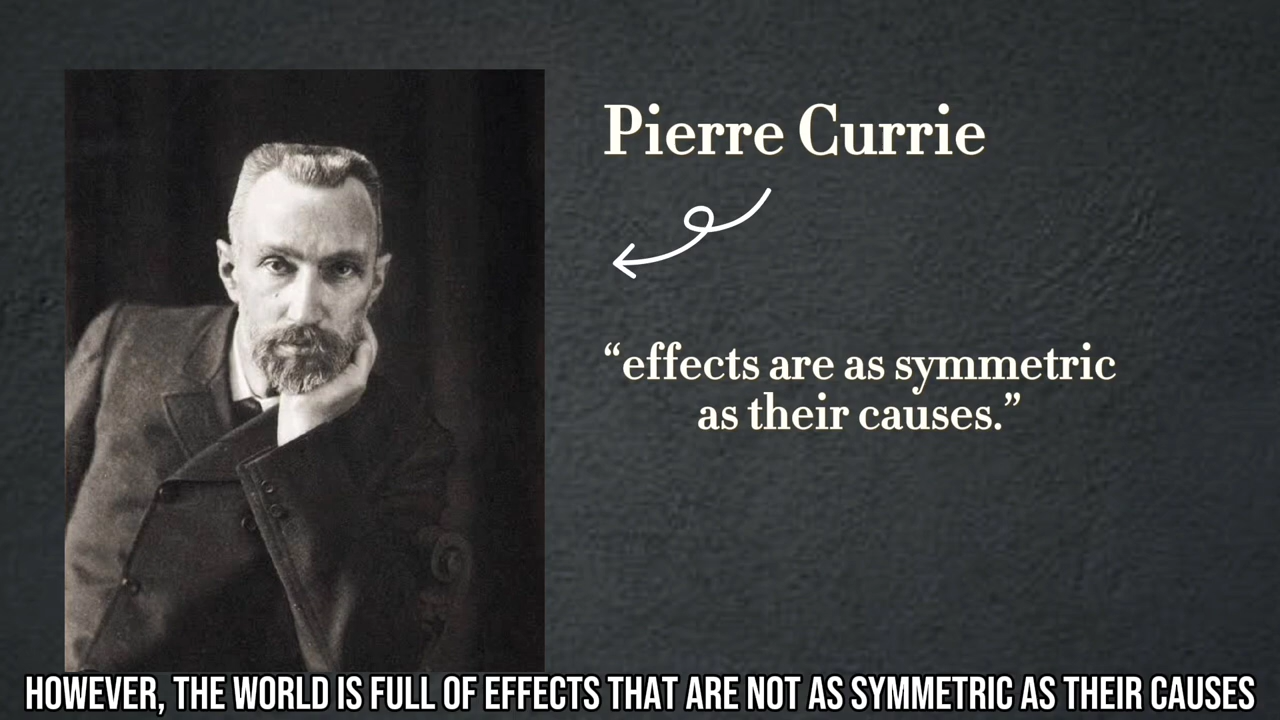 Pierre Currie
“effects are as symmetric
as their causes.”
HOWEVER, THE WORLD IS FULL OF EFFECTS THAT ARE NOT AS SYMMETRIC AS THEIR CAUSES